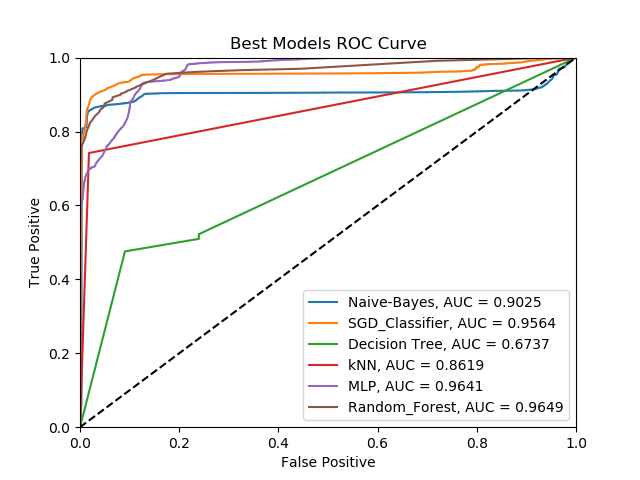 Best Models ROC Curve
1.0
0.8
0.6
0.4
0.2
0.0
True Positive
Naive-Bayes, AUC = 0.9025
SGD_Classifier, AUC = 0.9564
Decision Tree, AUC = 0.6737
kNN, AUC = 0.8619
MLP, AUC = 0.9641
Random_Forest, AUC = 0.9649
0.0 0.2 0.4 0.6 0.8 1.0
False Positive